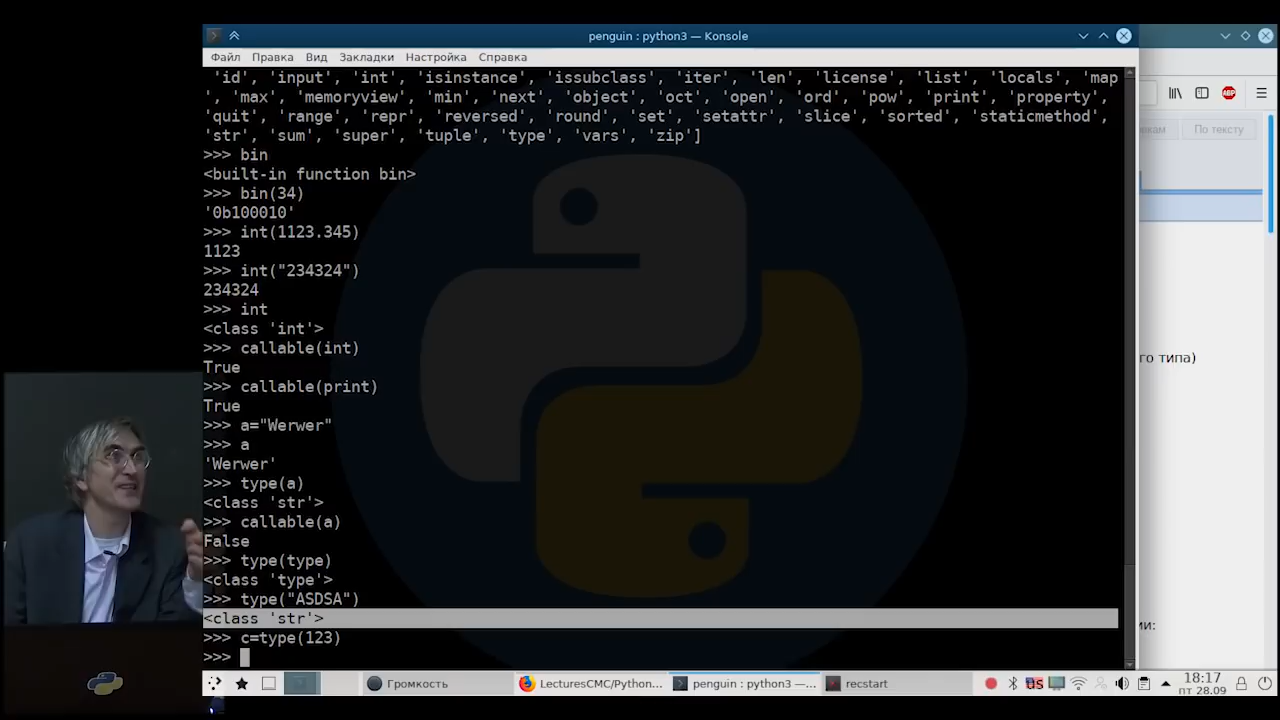 penguin : python3 — Konsole
Файл Правка Вид Закладки Настройка Справка
'id', 'input', 'int', 'isinstance', 'issubclass', 'iter', 'len', 'license', 'list', 'locals', 'map
', 'max', 'memoryview', 'min', 'next', 'object', 'oct', 'open', 'ord', 'pow', 'print', 'property',
'quit', 'range', 'repr', 'reversed', 'round', 'set', 'setattr', 'slice', 'sorted', 'staticmethod',
'str', 'sum', 'super', 'tuple', 'type', 'vars', 'zip']
>>> bin
<built-in function bin>
>>> bin(34)
'0b100010'
>>> int(1123.345)
1123
>>> int("234324")
234324
>>> int
<class 'int'>
>>> callable(int)
True
>>> callable(print)
True
>>> a="Werwer"
>>> a
'Werwer'
>>> type(a)
<class 'str'>
>>> callable(a)
False
>>> type(type)
<class 'type'>
>>> type("ASDSA")
<class 'str'>
>>> c=type(123)
>>>
ABP
По тексту
го типа)
Громкость
LecturesCMC/Python...
penguin : python3 —...
recstart
US
18:17
пт 28.09